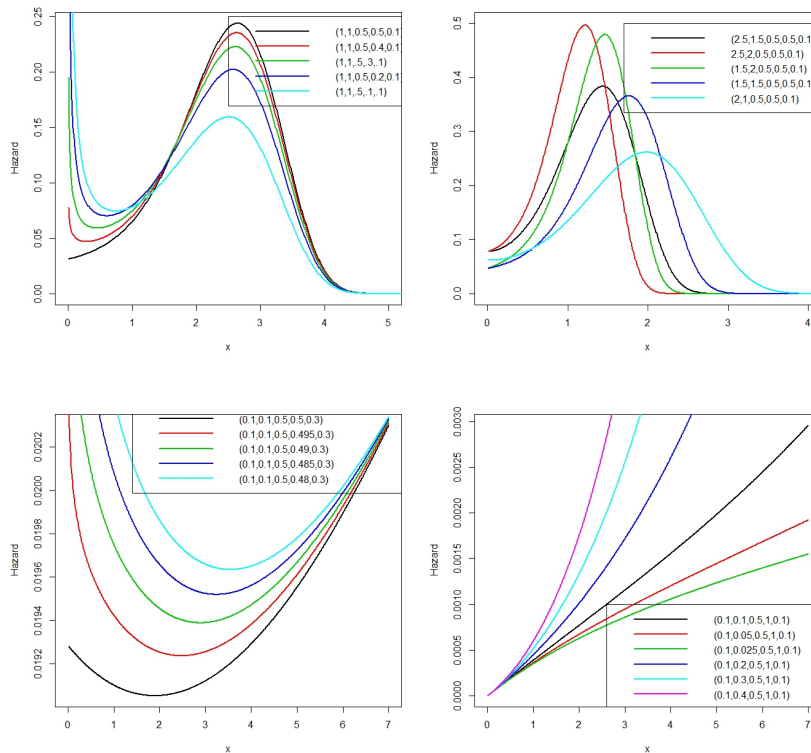 (1,1,0.5,0.5,0.1)
(1,1,0.5,0.4,0.1)
(1,1,.5,.3,.1)
(1,1,0.5,0.2,0.1)
(1,1,.5,.1,.1)
Hazard
0.00 0.05 0.10 0.15 0.20 0.25
0 1 2 3 4 5
x
(2.5,1.5,0.5,0.5,0.1)
2.5,2,0.5,0.5,0.1)
(1.5,2,0.5,0.5,0.1)
(1.5,1.5,0.5,0.5,0.1)
(2,1,0.5,0.5,0.1)
Hazard
0.0 0.1 0.2 0.3 0.4 0.5
0 1 2 3 4
x
(0.1,0.1,0.5,0.5,0.3)
(0.1,0.1,0.5,0.495,0.3)
(0.1,0.1,0.5,0.49,0.3)
(0.1,0.1,0.5,0.485,0.3)
(0.1,0.1,0.5,0.48,0.3)
Hazard
0.0192 0.0194 0.0196 0.0198 0.0200 0.0202
0 1 2 3 4 5 6 7
x
(0.1,0.1,0.5,1,0.1)
(0.1,0.05,0.5,1,0.1)
(0.1,0.025,0.5,1,0.1)
(0.1,0.2,0.5,1,0.1)
(0.1,0.3,0.5,1,0.1)
(0.1,0.4,0.5,1,0.1)
Hazard
0.0000 0.0005 0.0010 0.0015 0.0020 0.0025 0.0030
0 1 2 3 4 5 6 7
x